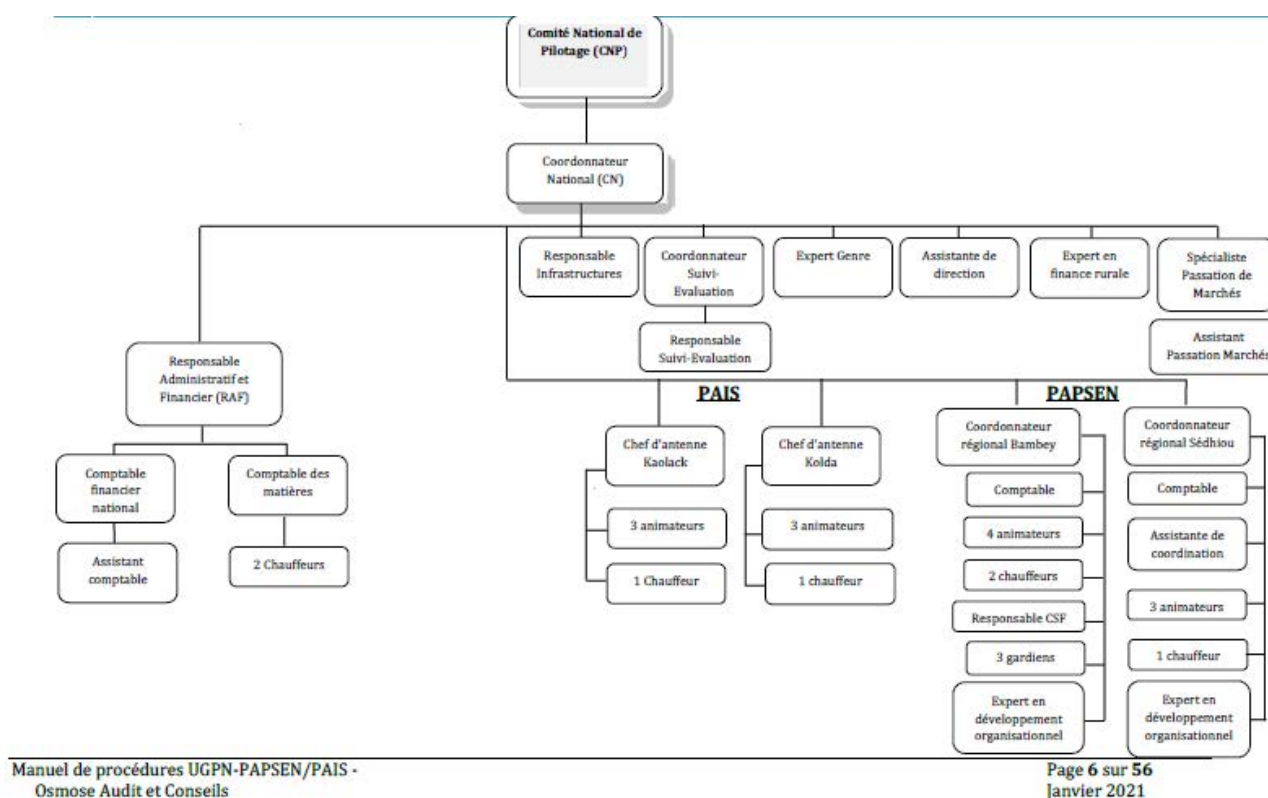 Comité National de
Pilotage (CNP)
Coordonnateur
National (CN)
Responsable
Infrastructures
Coordonnateur
Suivi-
Evaluation
Expert Genre
Assistante de
direction
Expert en
finance rurale
Spécialiste
Passation de
Marchés
Responsable
Suivi-Evaluation
Assistant
Passation Marchés
Responsable
Administratif et
Financier (RAF)
PAIS
PAPSEN
Chef d'antenne
Kaolack
Chef d'antenne
Kolda
Coordonnateur
régional Bambey
Coordonnateur
régional Sédhiou
Comptable
financier
national
Comptable des
matières
Assistant
comptable
2 Chauffeurs
3 animateurs
1 Chauffeur
3 animateurs
1 chauffeur
Comptable
4 animateurs
2 chauffeurs
Responsable CSF
3 gardiens
Expert en
développement
organisationnel
Comptable
Assistante de
coordination
3 animateurs
1 chauffeur
Expert en
développement
organisationnel
Manuel de procédures UGPN-PAPSEN/PAIS -
Osmose Audit et Conseils
Page 6 sur 56
Janvier 2021